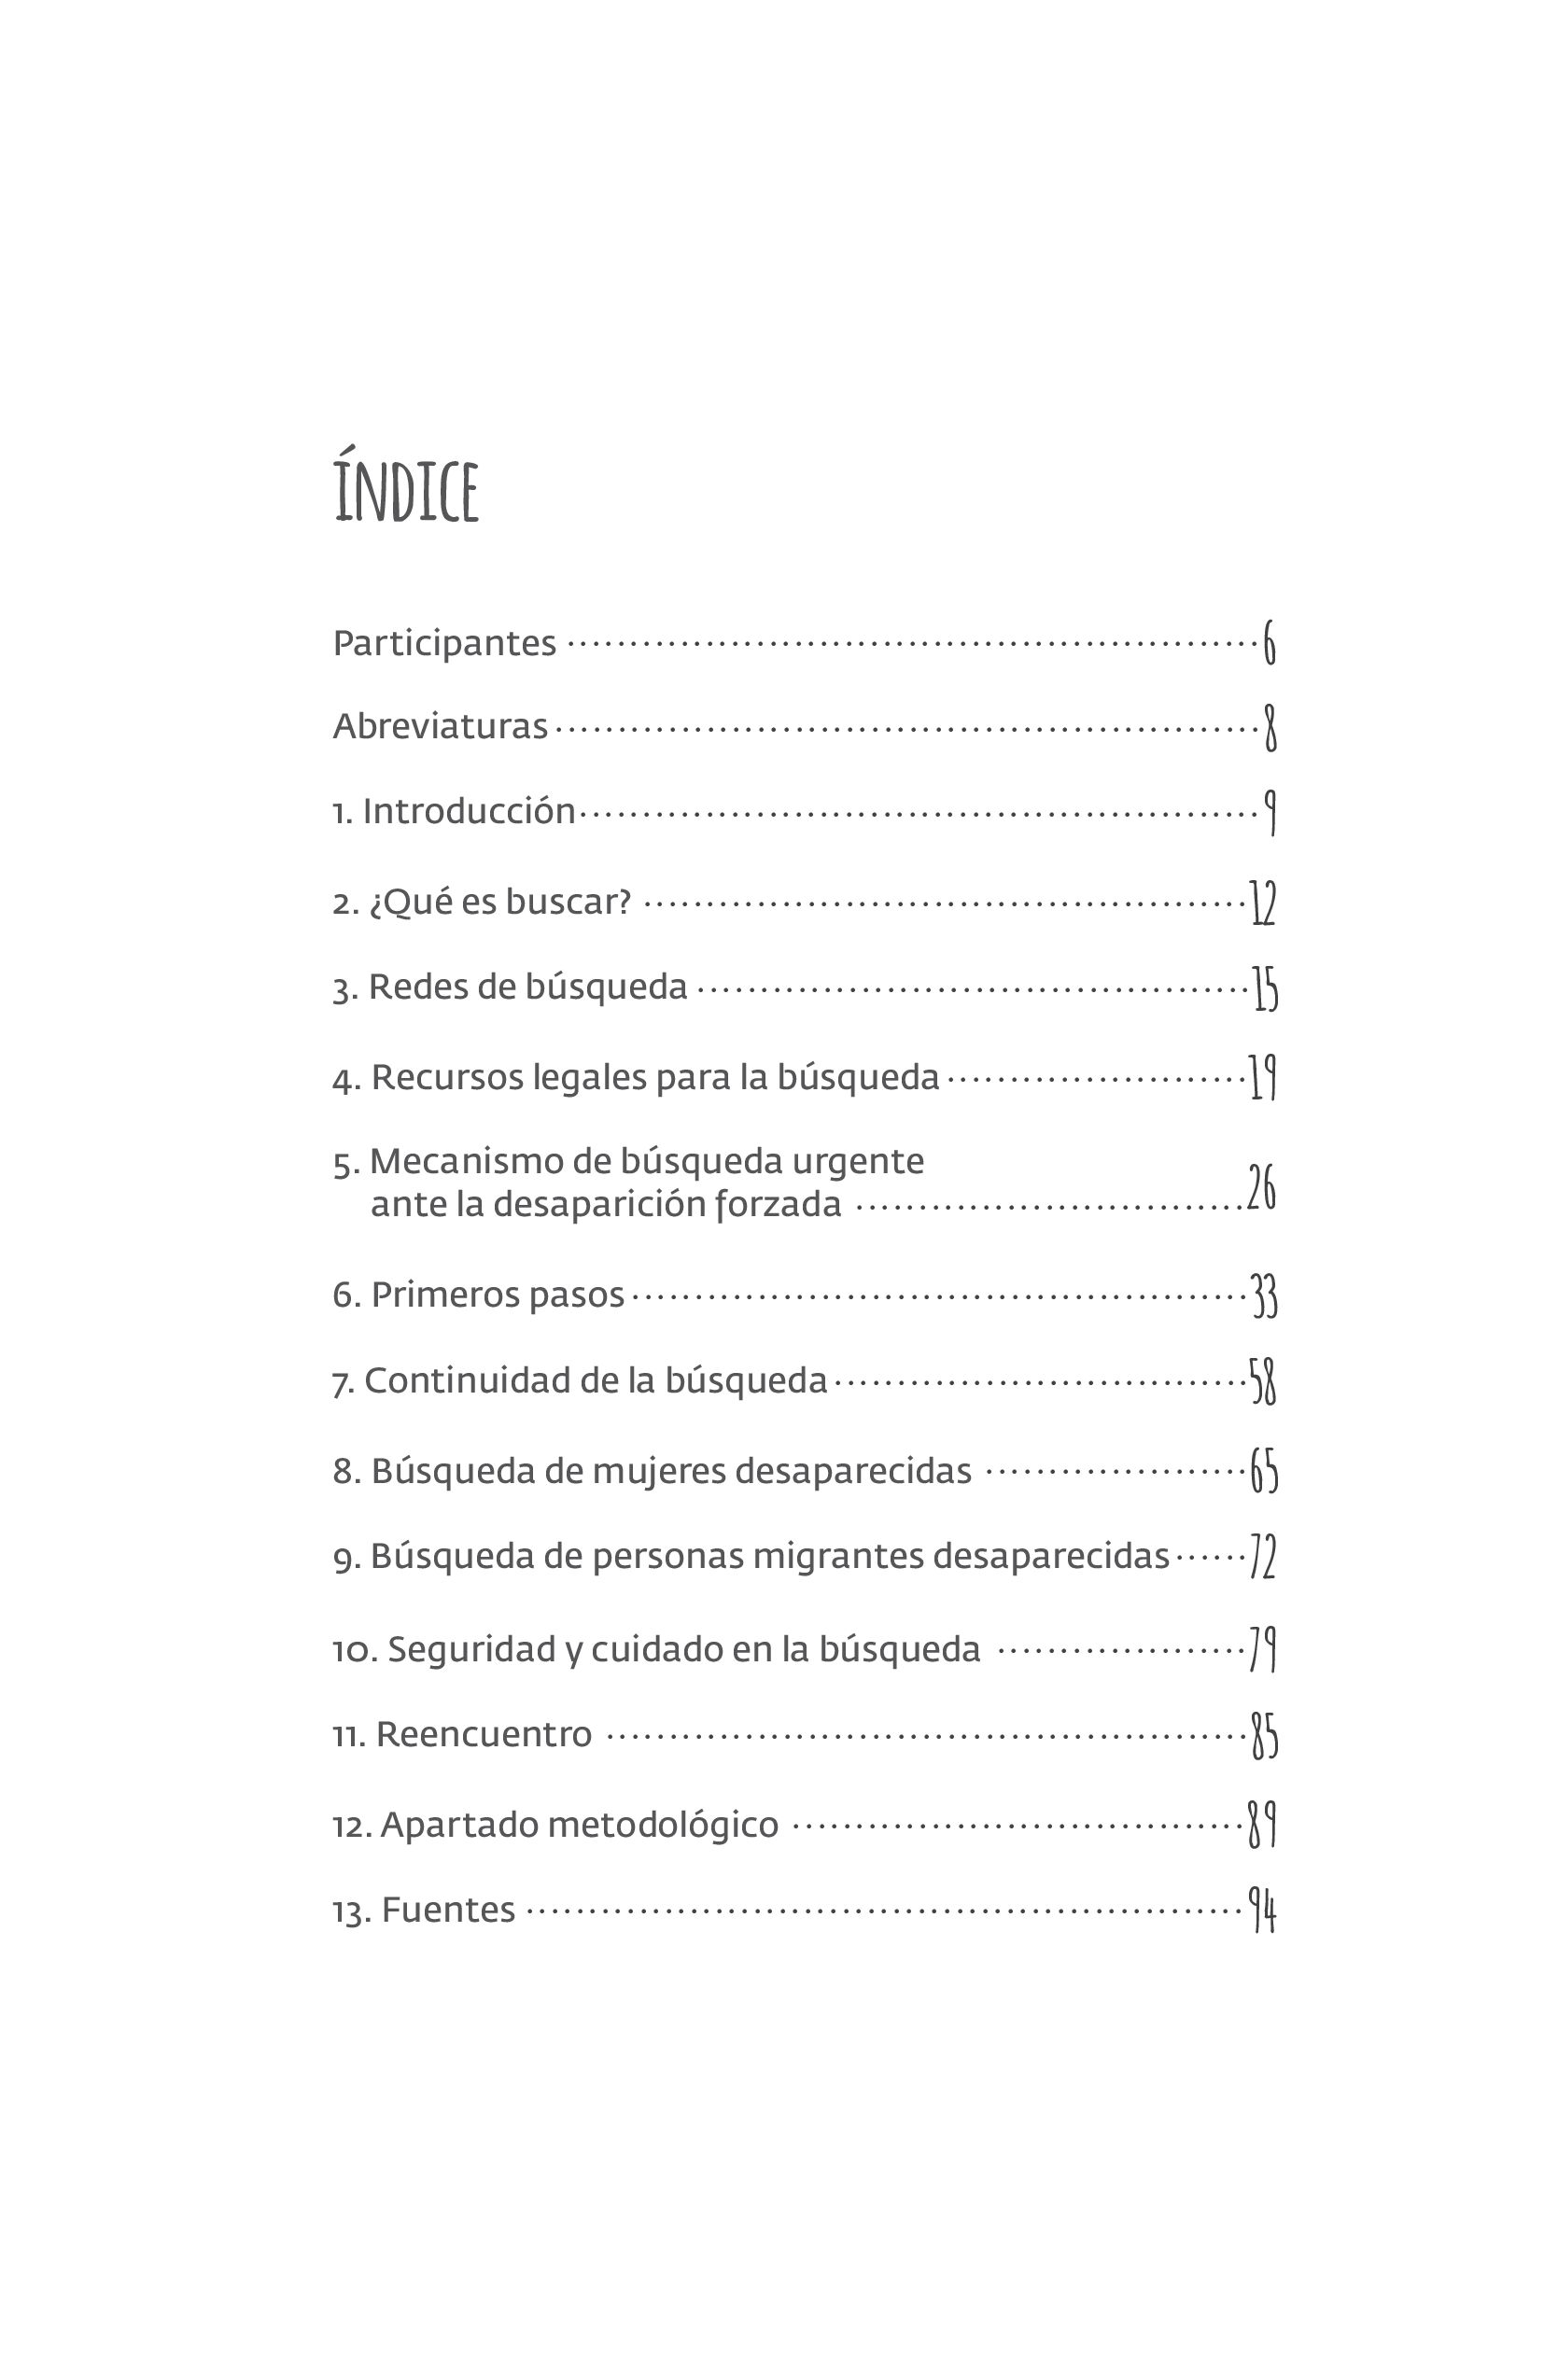 ÍNDICE
Participantes 6
Abreviaturas 8
1. Introducción 9
2. ¿Qué es buscar? 12
3. Redes de búsqueda 15
4. Recursos legales para la búsqueda 19
5. Mecanismo de búsqueda urgente
ante la desaparición forzada 26
6. Primeros pasos 33
7. Continuidad de la búsqueda 58
8. Búsqueda de mujeres desaparecidas 65
9. Búsqueda de personas migrantes desaparecidas 72
10. Seguridad y cuidado en la búsqueda 79
11. Reencuentro 85
12. Apartado metodológico 89
13. Fuentes 94